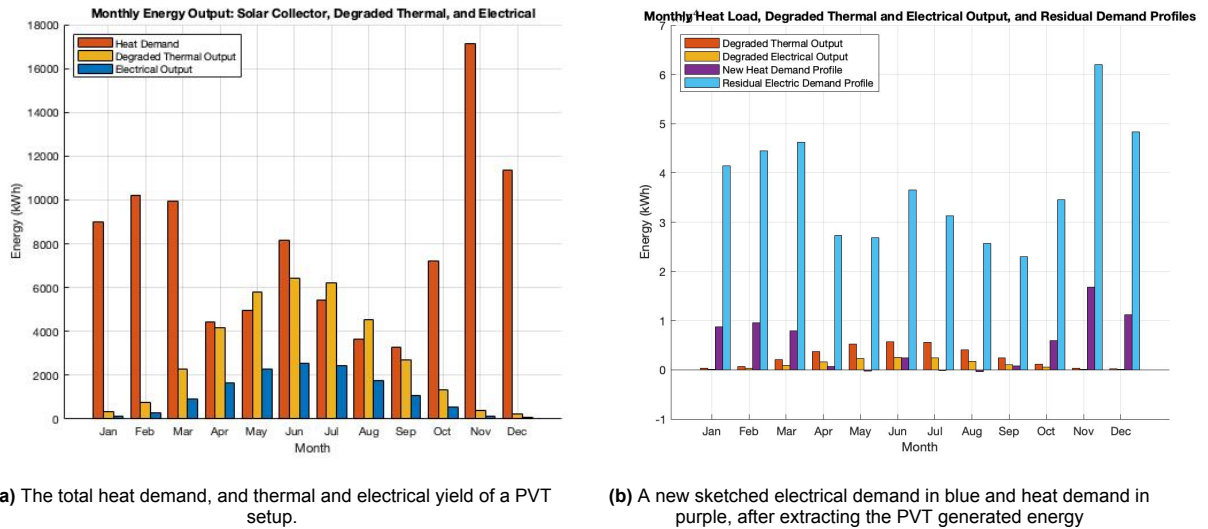 Monthly Energy Output: Solar Collector, Degraded Thermal, and Electrical
18000
16000
14000
12000
10000
8000
6000
4000
2000
0
Energy (kWh)
Heat Demand
Degraded Thermal Output
Electrical Output
Jan Feb Mar Apr May Jun Jul Aug Sep Oct Nov Dec
Month
a) The total heat demand, and thermal and electrical yield of a PVT
setup.
Monthly Heat Load, Degraded Thermal and Electrical Output, and Residual Demand Profiles
7
6
5
4
3
2
1
0
-1
Energy (kWh)
Degraded Thermal Output
Degraded Electrical Output
New Heat Demand Profile
Residual Electric Demand Profile
Jan Feb Mar Apr May Jun Jul Aug Sep Oct Nov Dec
Month
(b) A new sketched electrical demand in blue and heat demand in
purple, after extracting the PVT generated energy